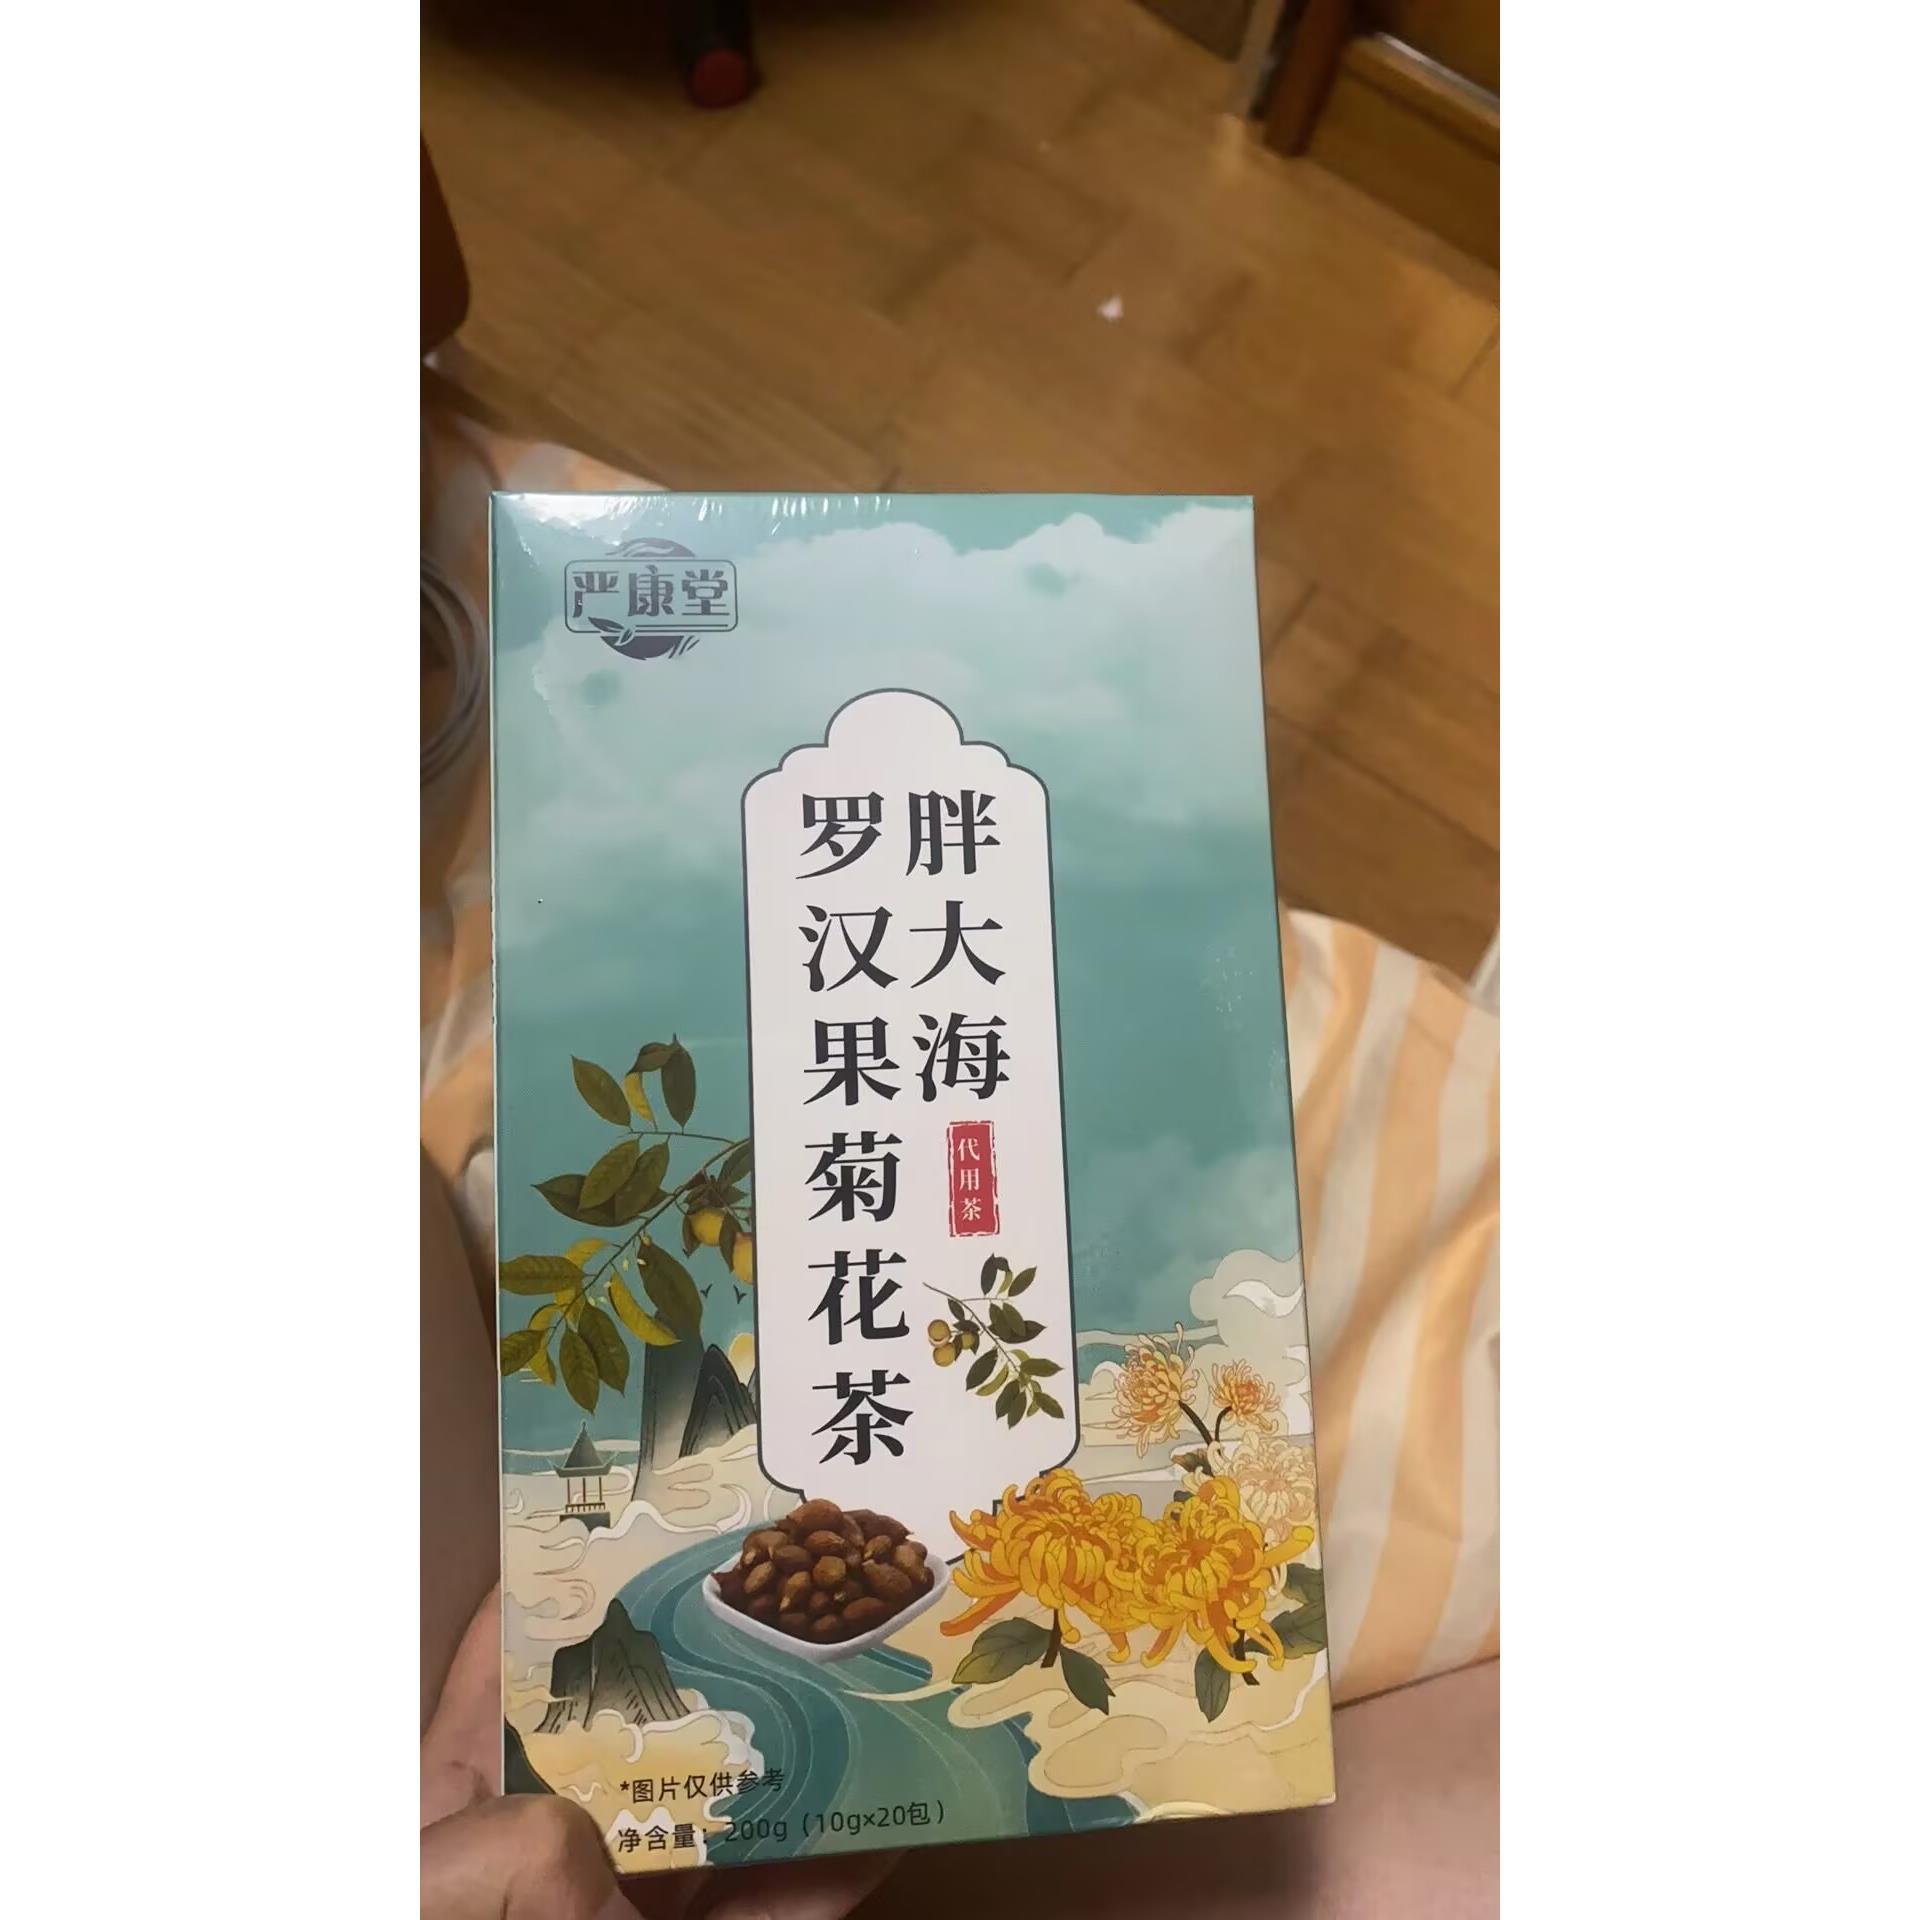 严康堂
胖大海
罗汉果菊花茶
代用茶
*图片仅供参考
净含量：200g（10g×20包）